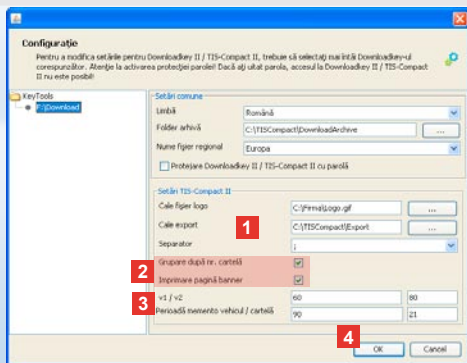 Configurație
Pentru a modifica setările pentru Downloadkey II / TIS-Compact II, trebuie să selectați mai întâi Downloadkey-ul
corespunzător. Atenție la activarea protecției parolei! Dacă ați uitat parola, accesul la Downloadkey II / TIS-Compact
II nu este posibil!
KeyTools
F:\Download
Setări comune
Limbă
Română
Folder arhivă
C:\TISCompact\DownloadArchive
...
Nume fișier regional
Europa
Protejare Downloadkey II / TIS-Compact II cu parolă
Setări TIS-Compact II
Cale fișier logo
C:\Firma\Logo.gif
...
1
Cale export
C:\TISCompact\Export
...
Separator
;
2
Grupare după nr. cartelă
Imprimare pagină banner
3
v1 / v2
60
80
Perioadă memento vehicul / cartelă
90
21
4
OK
Cancel